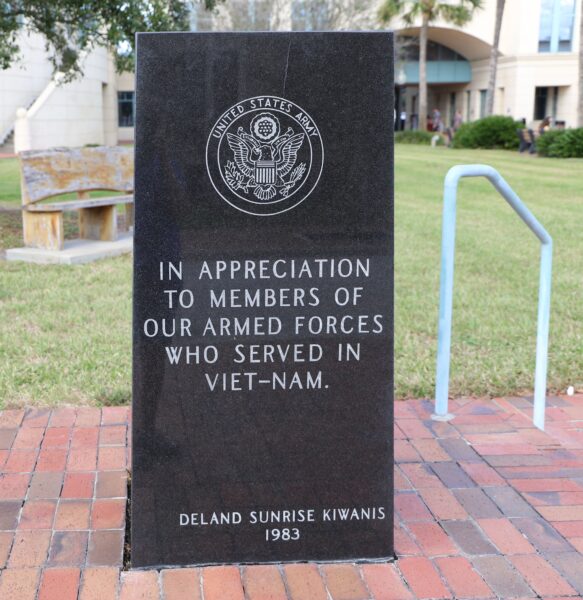 UNITED STATES ARMY
IN APPRECIATION
TO MEMBERS OF
OUR ARMED FORCES
WHO SERVED IN
VIET-NAM.
DELAND SUNRISE KIWANIS
1983